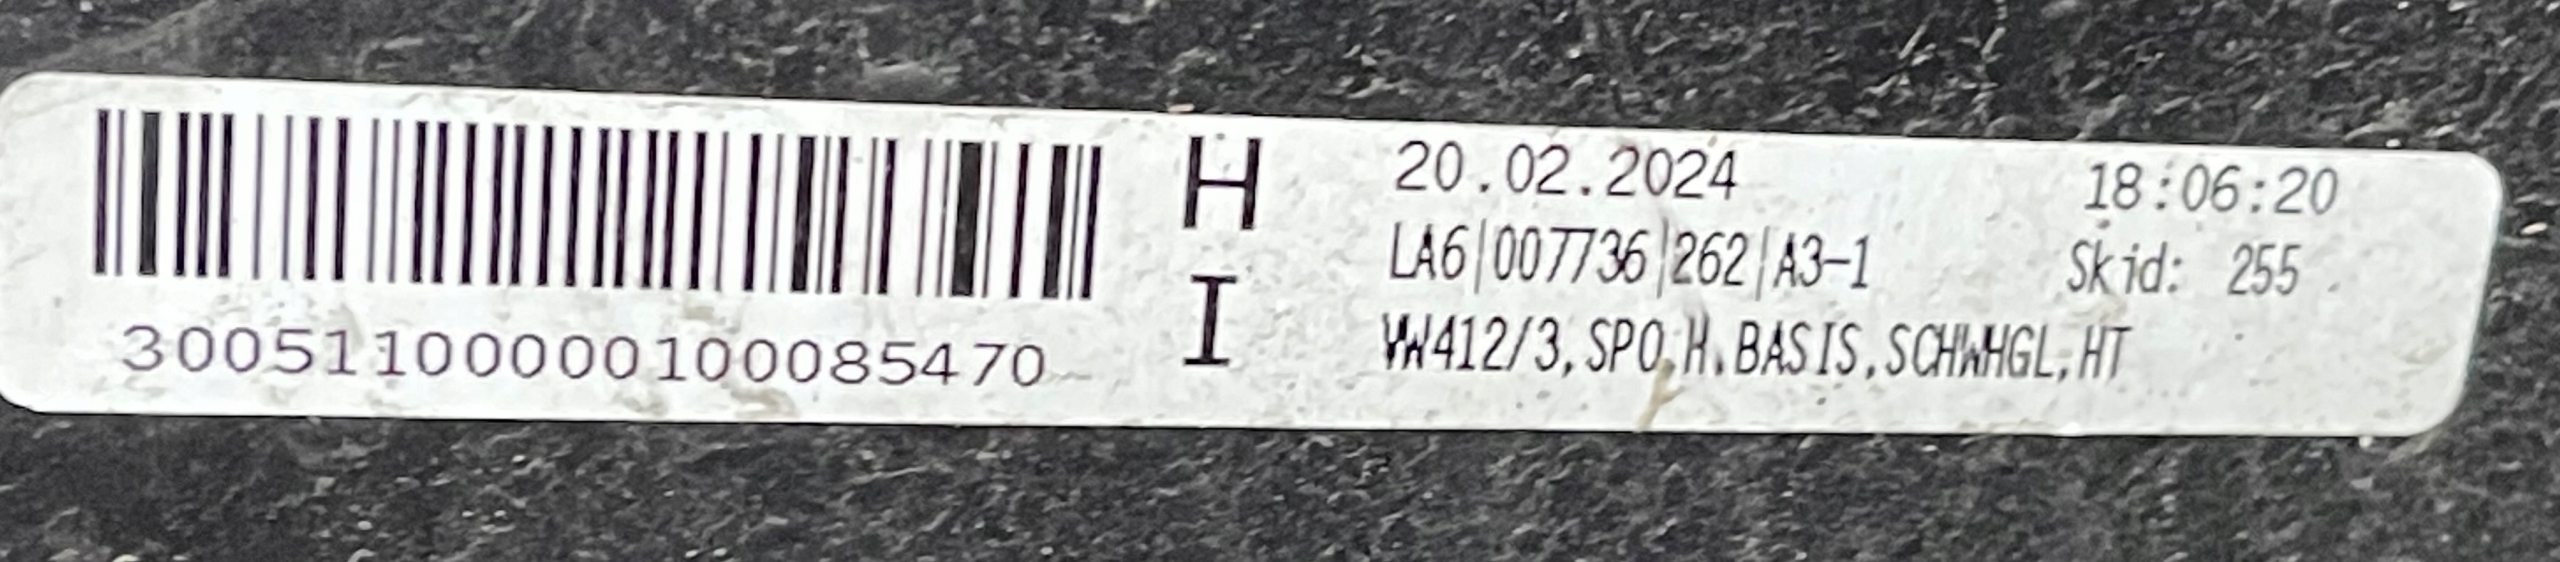 H
I
20.02.2024 18:06:20
LA6|007736|262|A3-1 Skid: 255
VW412/3,SPO,H.BASIS,SCHWHGL,HT
30051100000100085470